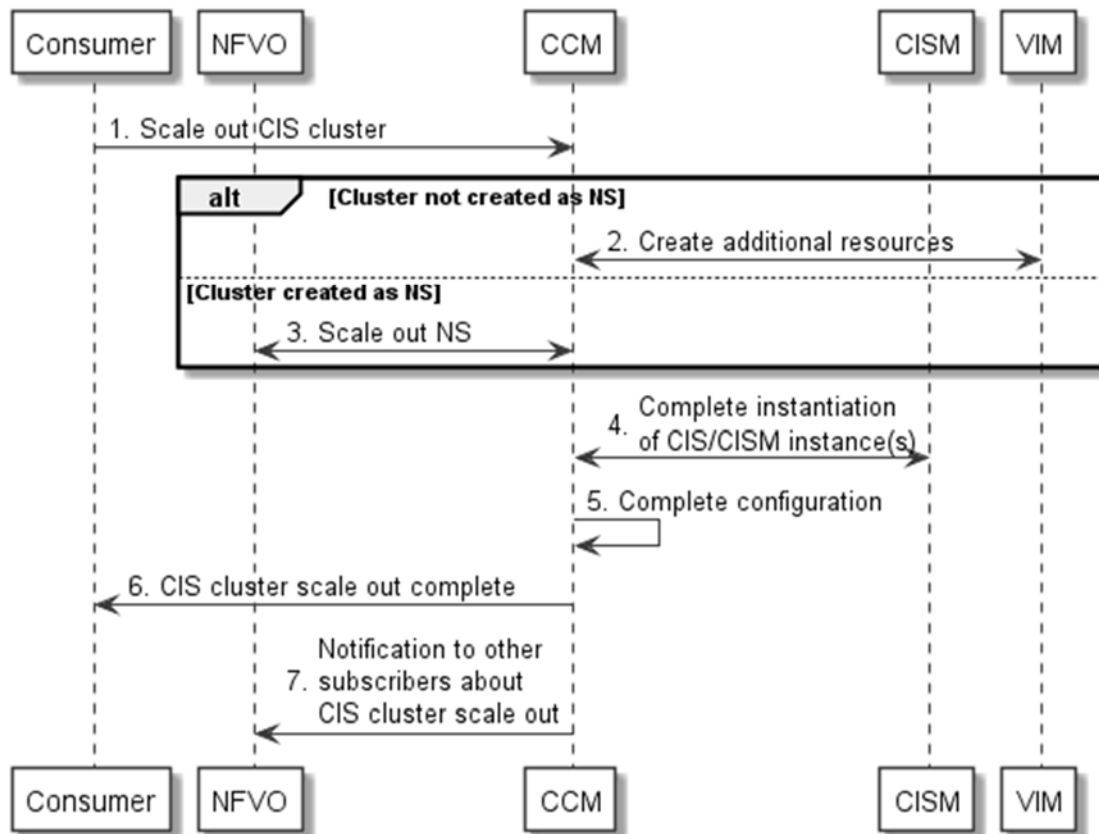 Consumer NFVO CCM CISM VIM
1. Scale out CIS cluster
alt [Cluster not created as NS]
2. Create additional resources
[Cluster created as NS]
3. Scale out NS
Complete instantiation
4.
of CIS/CISM instance(s)
5. Complete configuration
6. CIS cluster scale out complete
Notification to other
7. subscribers about
CIS cluster scale out
Consumer NFVO CCM CISM VIM